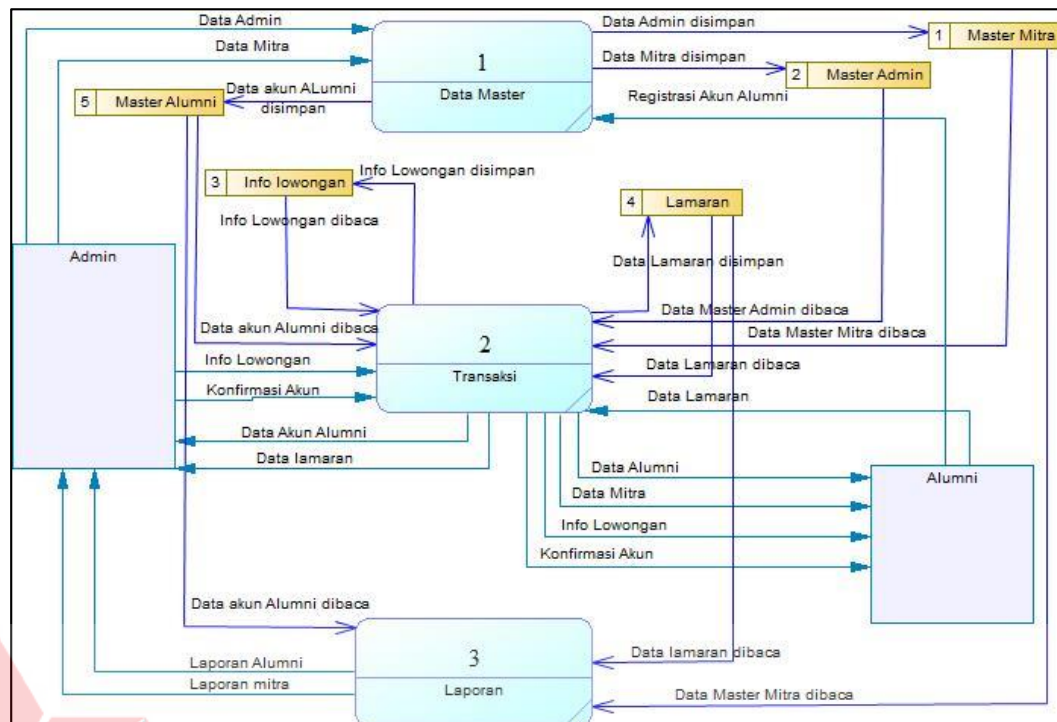 Data Admin
Data Mitra
1
Data Master
Data Admin disimpan
Data Mitra disimpan
1 Master Mitra
2 Master Admin
5 Master Alumni
Data akun ALumni
disimpan
Registrasi Akun Alumni
3 Info lowongan
Info Lowongan disimpan
Info Lowongan dibaca
4 Lamaran
Data Lamaran disimpan
Admin
Data akun Alumni dibaca
2
Transaksi
Data Master Admin dibaca
Data Master Mitra dibaca
Info Lowongan
Data Lamaran dibaca
Konfirmasi Akun
Data Lamaran
Data Akun Alumni
Data lamaran
Data Alumni
Alumni
Data Mitra
Info Lowongan
Konfirmasi Akun
Data akun Alumni dibaca
3
Laporan
Laporan Alumni
Laporan mitra
Data lamaran dibaca
Data Master Mitra dibaca